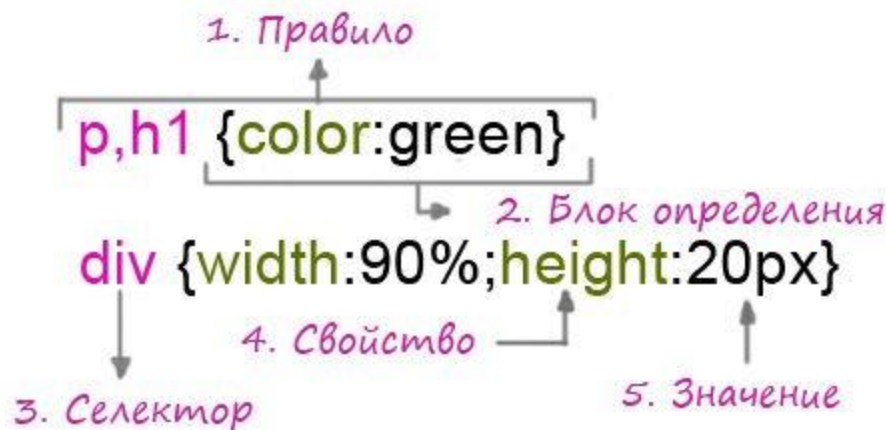 1. Правило
p,h1 {color:green}
2. Блок определения
div {width:90%;height:20px}
4. Свойство
5. Значение
3. Селектор